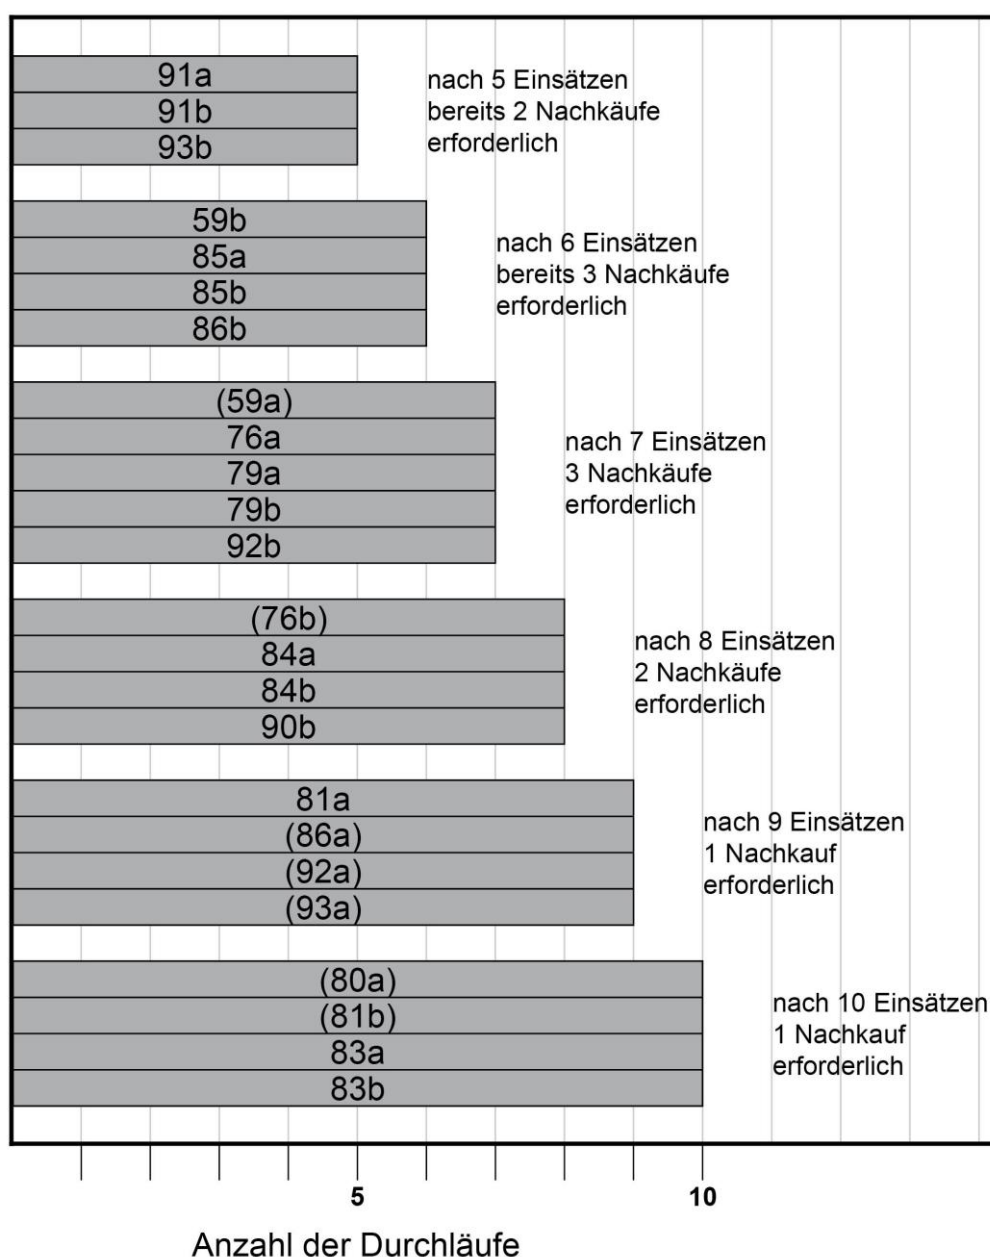 91a
91b
93b
nach 5 Einsätzen
bereits 2 Nachkäufe
erforderlich
59b
85a
85b
86b
nach 6 Einsätzen
bereits 3 Nachkäufe
erforderlich
(59a)
76a
79a
79b
92b
nach 7 Einsätzen
3 Nachkäufe
erforderlich
(76b)
84a
84b
90b
nach 8 Einsätzen
2 Nachkäufe
erforderlich
81a
(86a)
(92a)
(93a)
nach 9 Einsätzen
1 Nachkauf
erforderlich
(80a)
(81b)
83a
83b
nach 10 Einsätzen
1 Nachkauf
erforderlich
5 10
Anzahl der Durchläufe